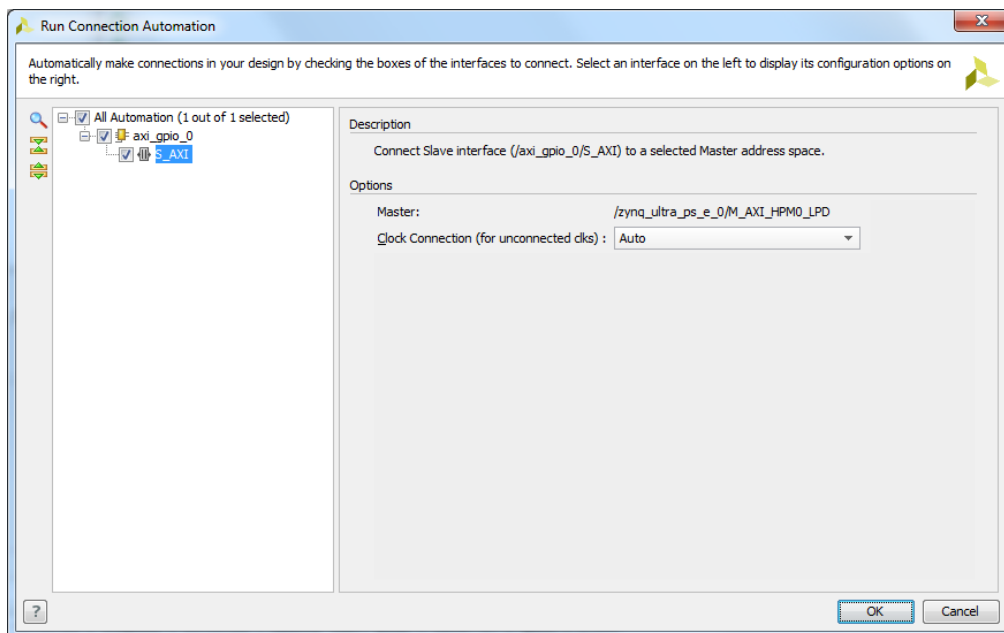 Run Connection Automation
Automatically make connections in your design by checking the boxes of the interfaces to connect. Select an interface on the left to display its configuration options on
the right.
All Automation (1 out of 1 selected)
axi_gpio_0
S_AXI
Description
Connect Slave interface (/axi_gpio_0/S_AXI) to a selected Master address space.
Options
Master: /zynq_ultra_ps_e_0/M_AXI_HPM0_LPD
Clock Connection (for unconnected clks) : Auto
?
OK Cancel